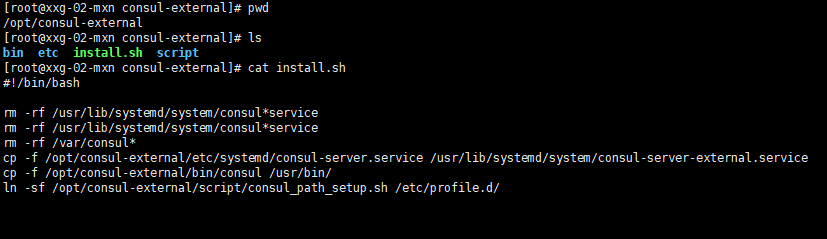 [root@xxg-02-mxn consul-external]# pwd
/opt/consul-external
[root@xxg-02-mxn consul-external]# ls
bin  etc  install.sh  script
[root@xxg-02-mxn consul-external]# cat install.sh
#!/bin/bash
rm -rf /usr/lib/systemd/system/consul*service
rm -rf /usr/lib/systemd/system/consul*service
rm -rf /var/consul*
cp -f /opt/consul-external/etc/systemd/consul-server.service /usr/lib/systemd/system/consul-server-external.service
cp -f /opt/consul-external/bin/consul /usr/bin/
ln -sf /opt/consul-external/script/consul_path_setup.sh /etc/profile.d/